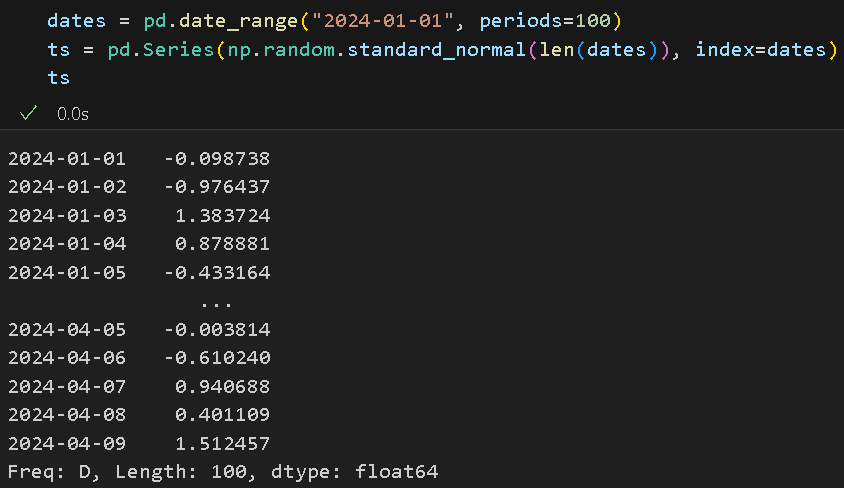 dates = pd.date_range("2024-01-01", periods=100)
ts = pd.Series(np.random.standard_normal(len(dates)), index=dates)
ts
0.0s
2024-01-01   -0.098738
2024-01-02   -0.976437
2024-01-03    1.383724
2024-01-04    0.878881
2024-01-05   -0.433164
...
2024-04-05   -0.003814
2024-04-06   -0.610240
2024-04-07    0.940688
2024-04-08    0.401109
2024-04-09    1.512457
Freq: D, Length: 100, dtype: float64